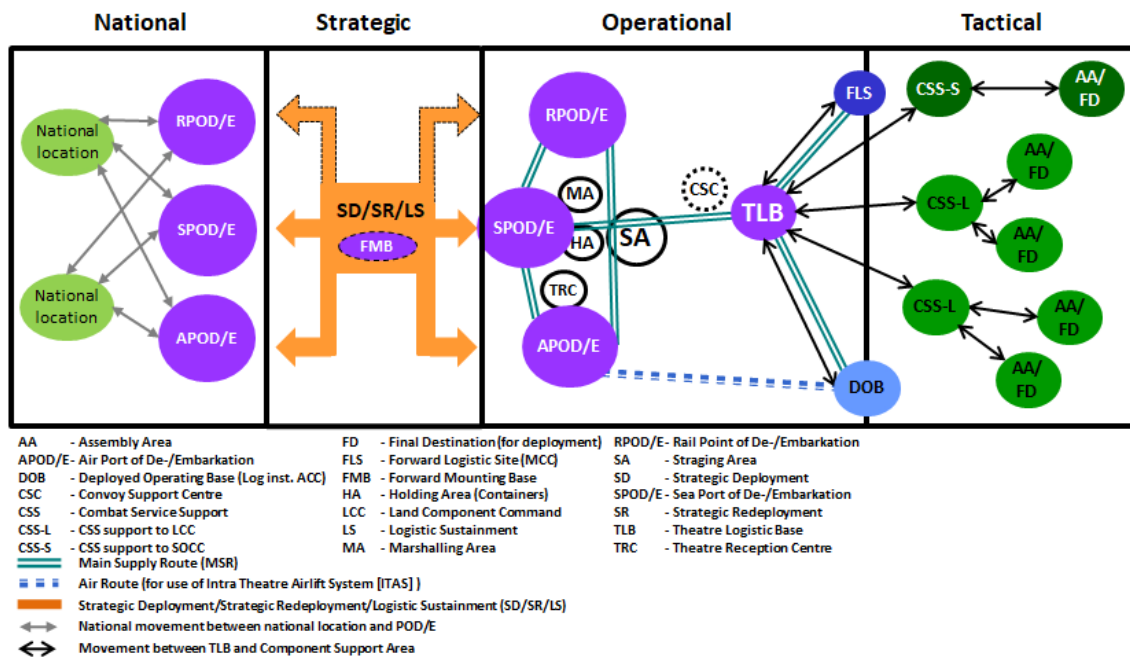 National Strategic Operational Tactical
National
location
National
location
RPOD/E
SPOD/E
APOD/E
SD/SR/LS
FMB
RPOD/E
SPOD/E
APOD/E
MA
HA
SA
TRC
CSC
TLB
FLS
DOB
CSS-S
AA/
FD
CSS-L
AA/
FD
AA/
FD
CSS-L
AA/
FD
AA/
FD
AA - Assembly Area
APOD/E - Air Port of De-/Embarkation
DOB - Deployed Operating Base (Log inst. ACC)
CSC - Convoy Support Centre
CSS - Combat Service Support
CSS-L - CSS support to LCC
CSS-S - CSS support to SOCC
FD - Final Destination (for deployment)
FLS - Forward Logistic Site (MCC)
FMB - Forward Mounting Base
HA - Holding Area (Containers)
LCC - Land Component Command
LS - Logistic Sustainment
MA - Marshalling Area
RPOD/E - Rail Point of De-/Embarkation
SA - Straging Area
SD - Strategic Deployment
SPOD/E - Sea Port of De-/Embarkation
SR - Strategic Redeployment
TLB - Theatre Logistic Base
TRC - Theatre Reception Centre
Main Supply Route (MSR)
Air Route (for use of Intra Theatre Airlift System [ITAS] )
Strategic Deployment/Strategic Redeployment/Logistic Sustainment (SD/SR/LS)
National movement between national location and POD/E
Movement between TLB and Component Support Area